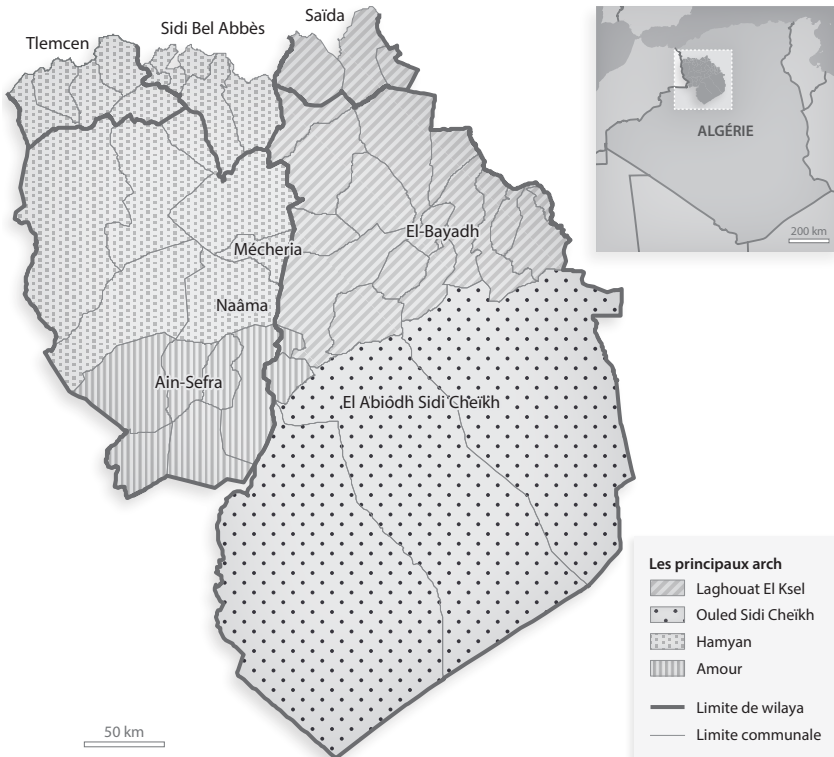 Tlemcen
Sidi Bel Abbès
Saïda
ALGÉRIE
200 km
El-Bayadh
Mécheria
Naâma
Ain-Sefra
El Abiodh Sidi Cheïkh
Les principaux arch
Laghouat El Ksel
Ouled Sidi Cheïkh
Hamyan
Amour
Limite de wilaya
Limite communale
50 km